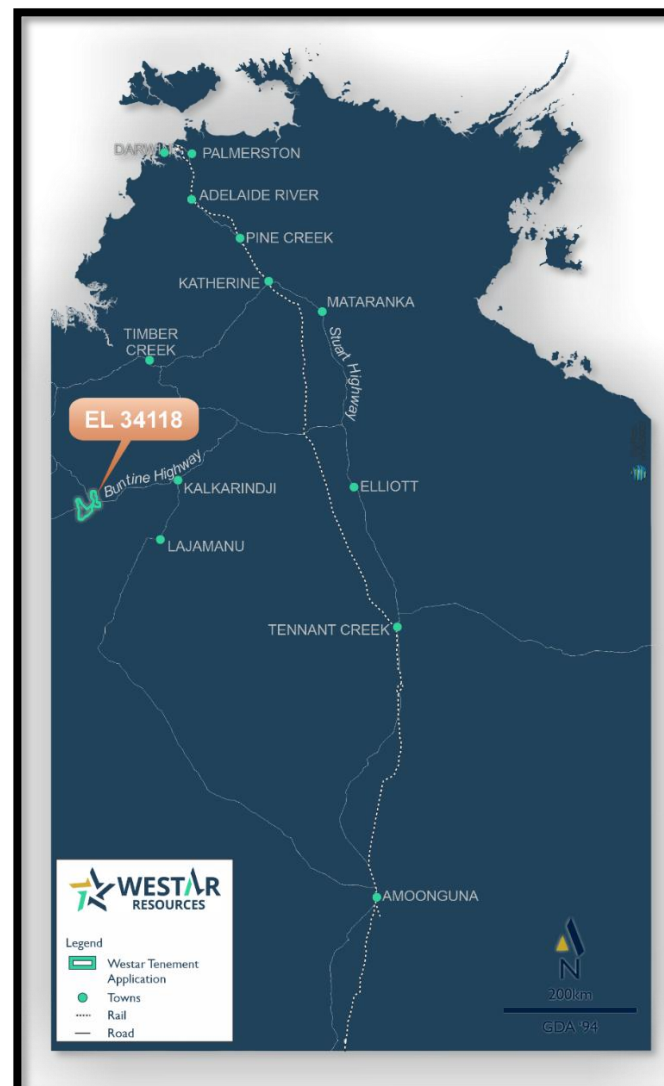 DARWIN
PALMERSTON
ADELAIDE RIVER
PINE CREEK
KATHERINE
MATARANKA
TIMBER
CREEK
Stuart Highway
EL 34118
Buntine Highway
KALKARINDJI
ELLIOTT
LAJAMANU
TENNANT CREEK
AMOONGUNA
WESTAR
RESOURCES
Legend
Westar Tenement
Application
Towns
Rail
Road
N
200km
GDA '94